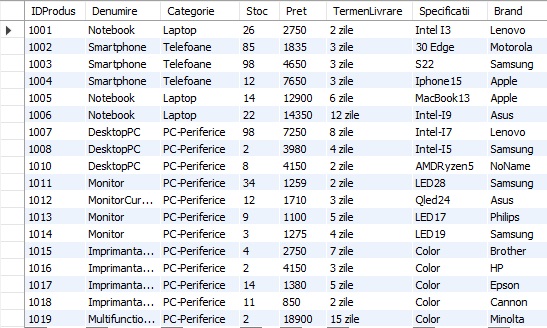 IDProdus Denumire Categorie Stoc Pret TermenLivrare Specificatii Brand
1001 Notebook Laptop 26 2750 2 zile Intel I3 Lenovo
1002 Smartphone Telefoane 85 1835 3 zile 30 Edge Motorola
1003 Smartphone Telefoane 98 4650 3 zile S22 Samsung
1004 Smartphone Telefoane 12 7650 3 zile Iphone15 Apple
1005 Notebook Laptop 14 12900 6 zile MacBook13 Apple
1006 Notebook Laptop 22 14350 12 zile Intel-I9 Asus
1007 DesktopPC PC-Periferice 98 7250 8 zile Intel-I7 Lenovo
1008 DesktopPC PC-Periferice 2 3980 4 zile Intel-I5 Samsung
1010 DesktopPC PC-Periferice 8 4150 2 zile AMDRyzen5 NoName
1011 Monitor PC-Periferice 34 1259 2 zile LED28 Samsung
1012 MonitorCur... PC-Periferice 12 1710 3 zile Qled24 Asus
1013 Monitor PC-Periferice 9 1100 5 zile LED17 Philips
1014 Monitor PC-Periferice 3 1275 4 zile LED19 Samsung
1015 Imprimanta... PC-Periferice 4 2750 7 zile Color Brother
1016 Imprimanta... PC-Periferice 2 4150 3 zile Color HP
1017 Imprimanta... PC-Periferice 14 1380 5 zile Color Epson
1018 Imprimanta... PC-Periferice 11 850 2 zile Color Cannon
1019 Multifunctio... PC-Periferice 2 18900 15 zile Color Minolta